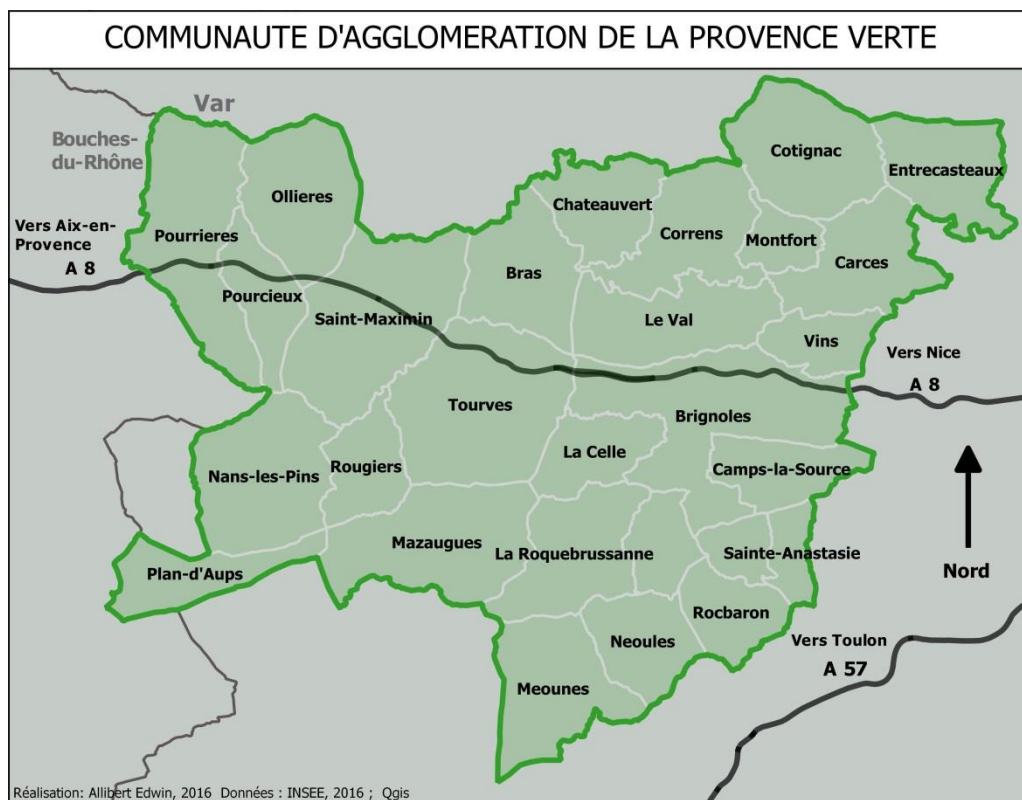 COMMUNAUTE D'AGGLOMERATION DE LA PROVENCE VERTE
Var
Bouches-
du-Rhône
Cotignac
Entrecasteaux
Ollieres
Chateauvert
Vers Aix-en-
Provence
A 8
Pourrieres
Correns
Montfort
Carces
Bras
Pourcieux
Saint-Maximin
Le Val
Vins
Vers Nice
A 8
Tourves
Brignoles
La Celle
Nans-les-Pins
Rougiers
Camps-la-Source
Mazaugues
La Roquebrussanne
Sainte-Anastasie
Plan-d'Aups
Nord
Rocbaron
Neoules
Vers Toulon
A 57
Meounes
Réalisation: Allibert Edwin, 2016 Données : INSEE, 2016 ; Qgis